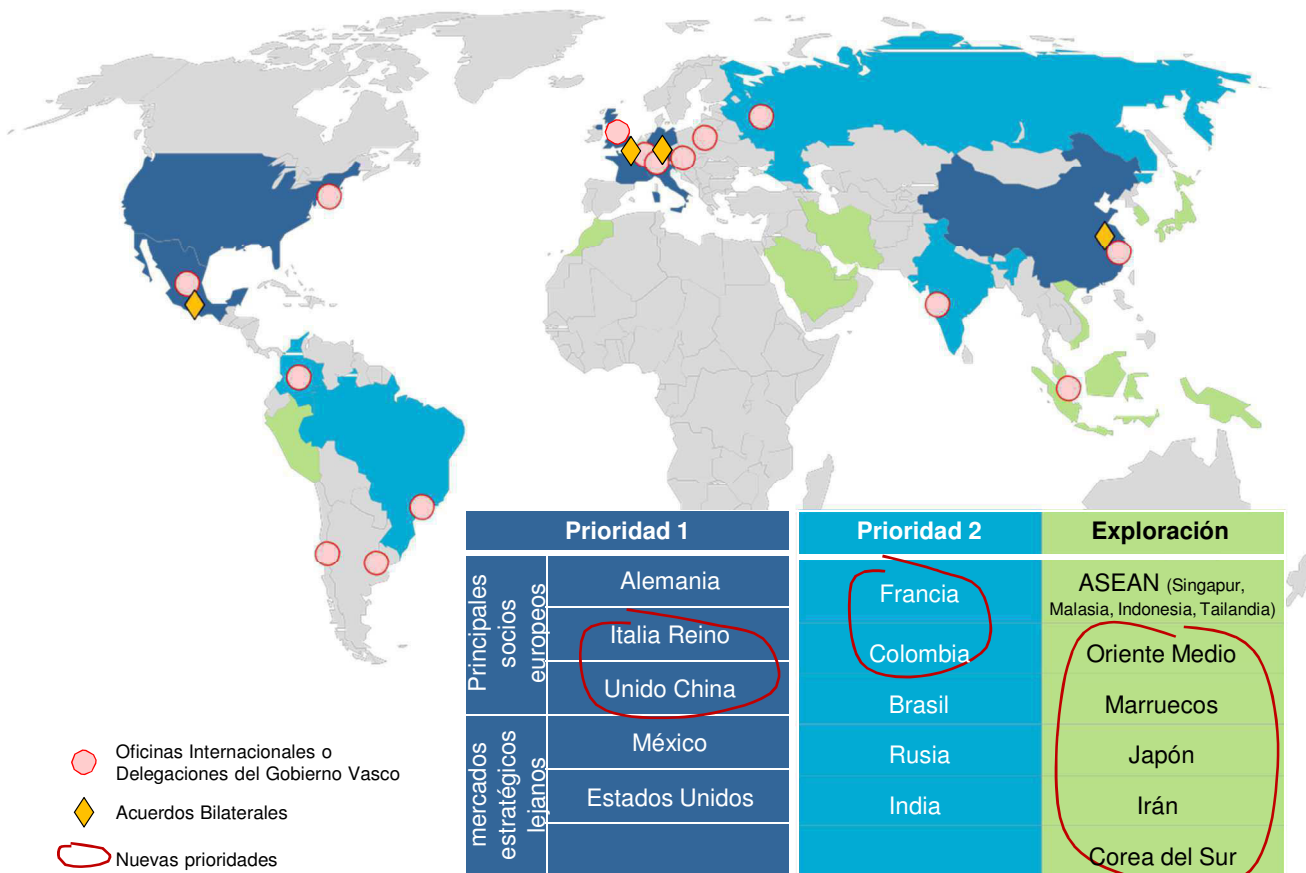 Prioridad 1
Principales
socios
europeos
Alemania
Italia Reino
Unido China
mercados
estratégicos
lejanos
México
Estados Unidos
Prioridad 2
Francia
Colombia
Brasil
Rusia
India
Exploración
ASEAN (Singapur,
Malasia, Indonesia, Tailandia)
Oriente Medio
Marruecos
Japón
Irán
Corea del Sur
Oficinas Internacionales o
Delegaciones del Gobierno Vasco
Acuerdos Bilaterales
Nuevas prioridades